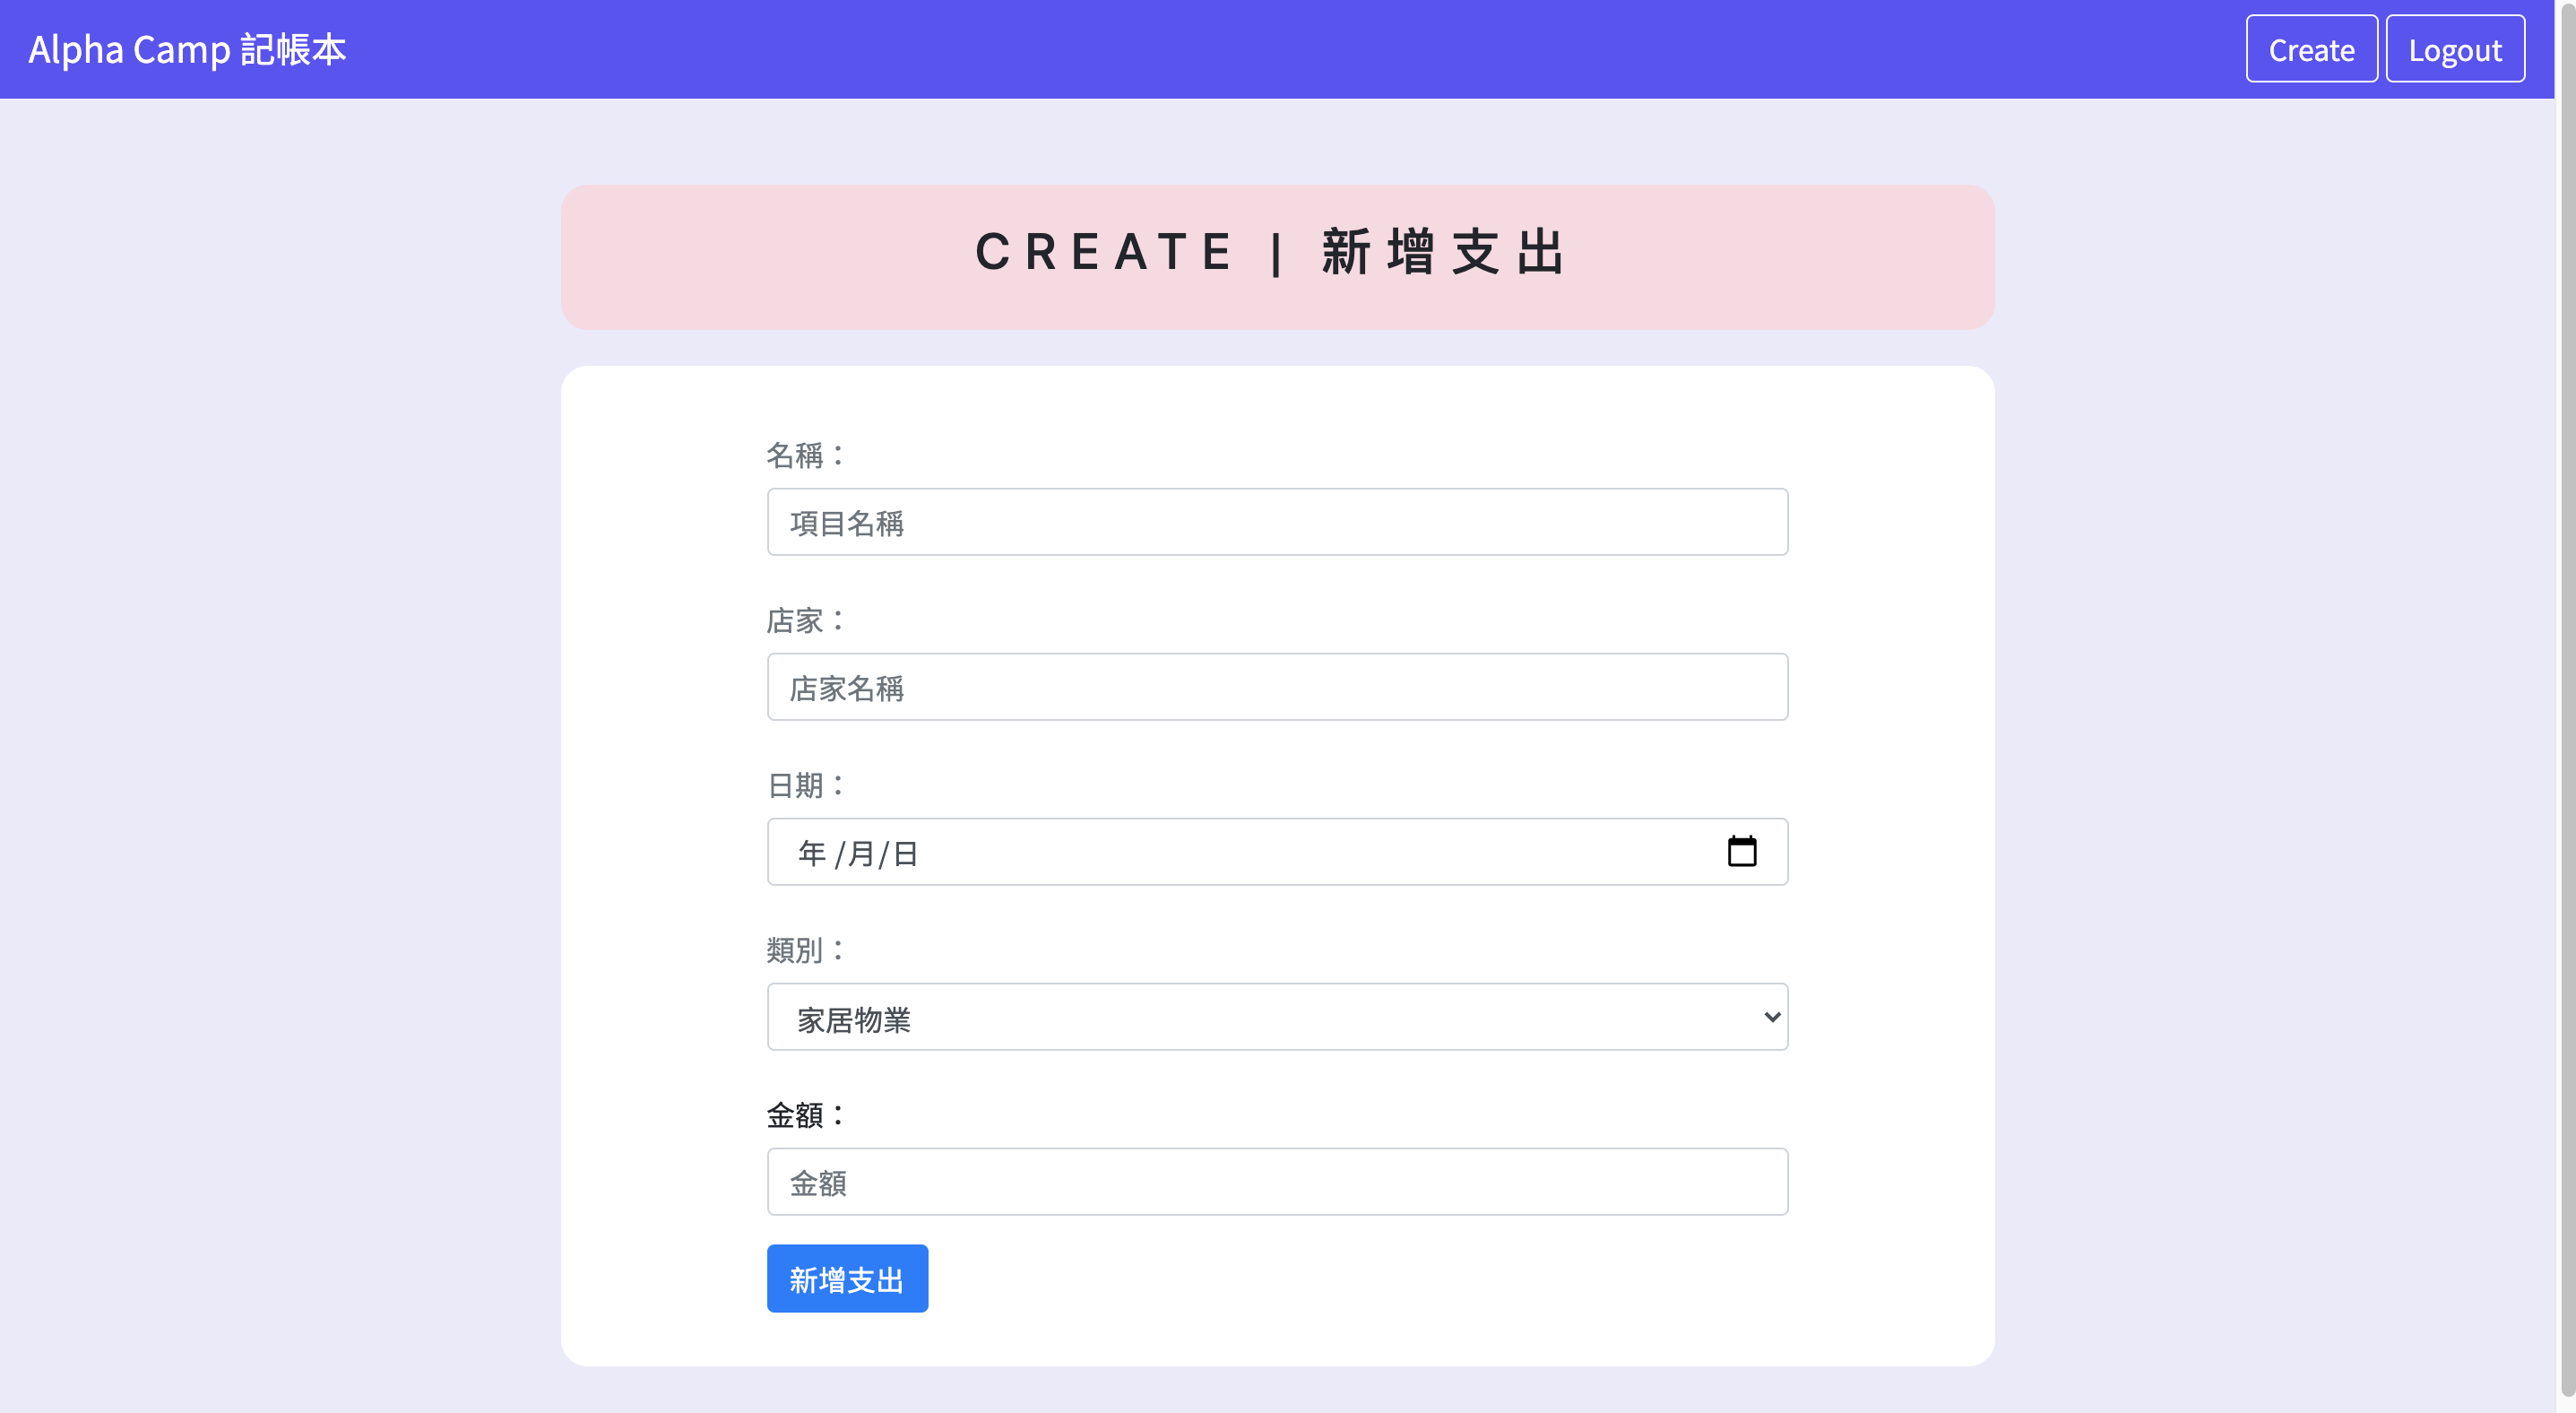 Alpha Camp 記帳本
Create Logout
CREATE | 新增支出
名稱：
項目名稱
店家：
店家名稱
日期：
年 /月/日
類別：
家居物業
金額：
金額
新增支出